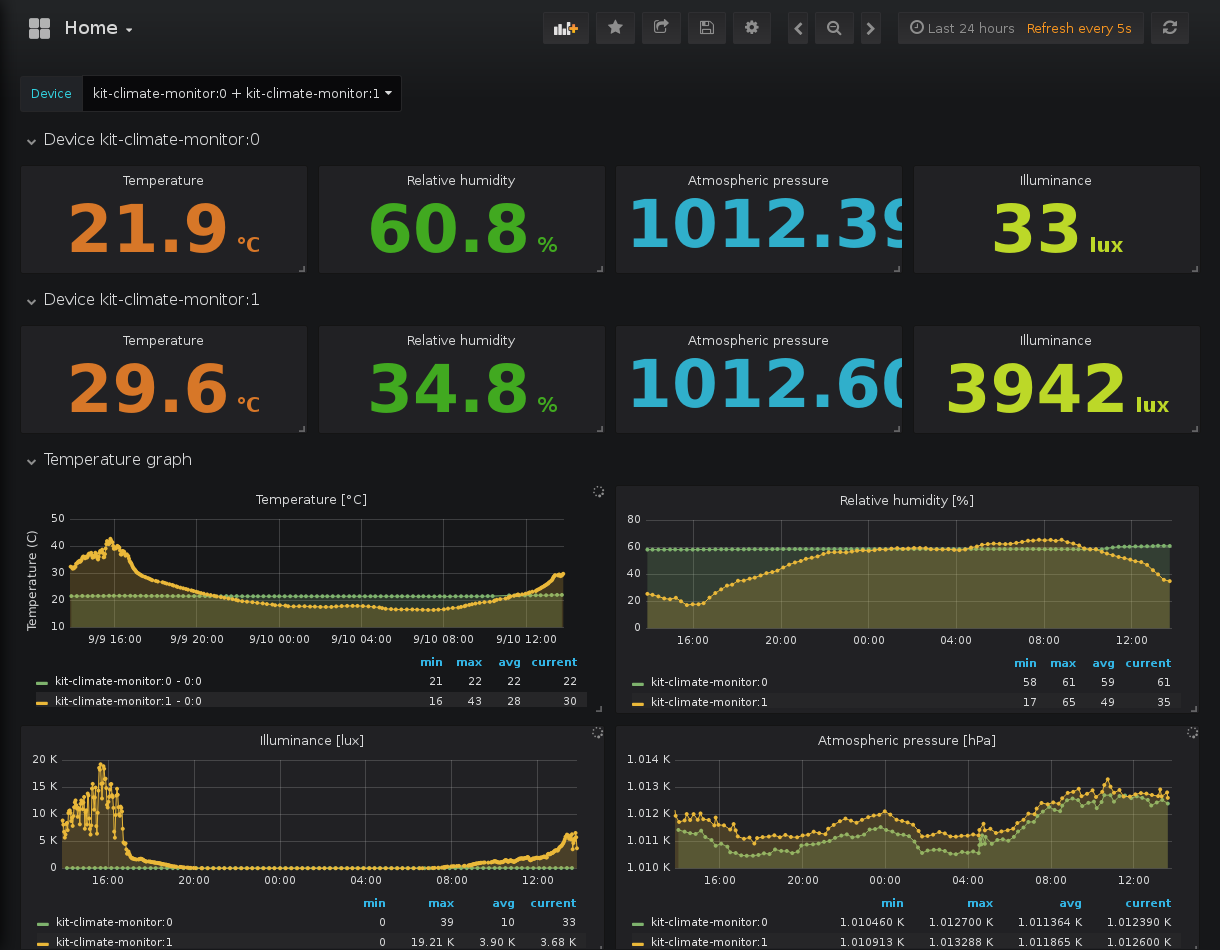 Home
Last 24 hours Refresh every 5s
Device kit-climate-monitor:0 + kit-climate-monitor:1
Device kit-climate-monitor:0
Temperature Relative humidity Atmospheric pressure Illuminance
21.9 °C 60.8 % 1012.39 33 lux
Device kit-climate-monitor:1
Temperature Relative humidity Atmospheric pressure Illuminance
29.6 °C 34.8 % 1012.60 3942 lux
Temperature graph
Temperature [°C]
Temperature (C)
50
40
30
20
10
9/9 16:00 9/9 20:00 9/10 00:00 9/10 04:00 9/10 08:00 9/10 12:00
min max avg current
kit-climate-monitor:0 - 0:0 21 22 22 22
kit-climate-monitor:1 - 0:0 16 43 28 30
Relative humidity [%]
80
60
40
20
0
16:00 20:00 00:00 04:00 08:00 12:00
min max avg current
kit-climate-monitor:0 58 61 59 61
kit-climate-monitor:1 17 65 49 35
Illuminance [lux]
20 K
15 K
10 K
5 K
0
16:00 20:00 00:00 04:00 08:00 12:00
min max avg current
kit-climate-monitor:0 0 39 10 33
kit-climate-monitor:1 0 19.21 K 3.90 K 3.68 K
Atmospheric pressure [hPa]
1.014 K
1.013 K
1.012 K
1.011 K
1.010 K
16:00 20:00 00:00 04:00 08:00 12:00
min max avg current
kit-climate-monitor:0 1.010460 K 1.012700 K 1.011364 K 1.012390 K
kit-climate-monitor:1 1.010913 K 1.013288 K 1.011865 K 1.012600 K